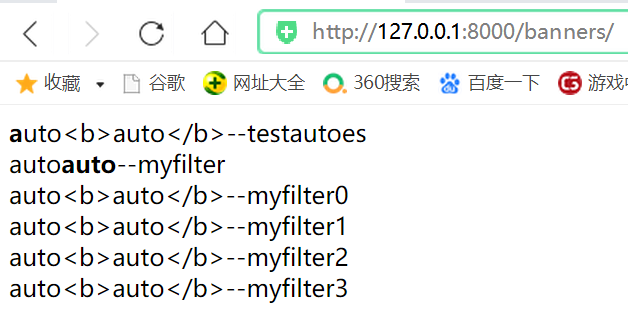 http://127.0.0.1:8000/banners/
收藏 谷歌 网址大全 360搜索 百度一下 游戏
auto<b>auto</b>--testautoes
autoauto--myfilter
auto<b>auto</b>--myfilter0
auto<b>auto</b>--myfilter1
auto<b>auto</b>--myfilter2
auto<b>auto</b>--myfilter3